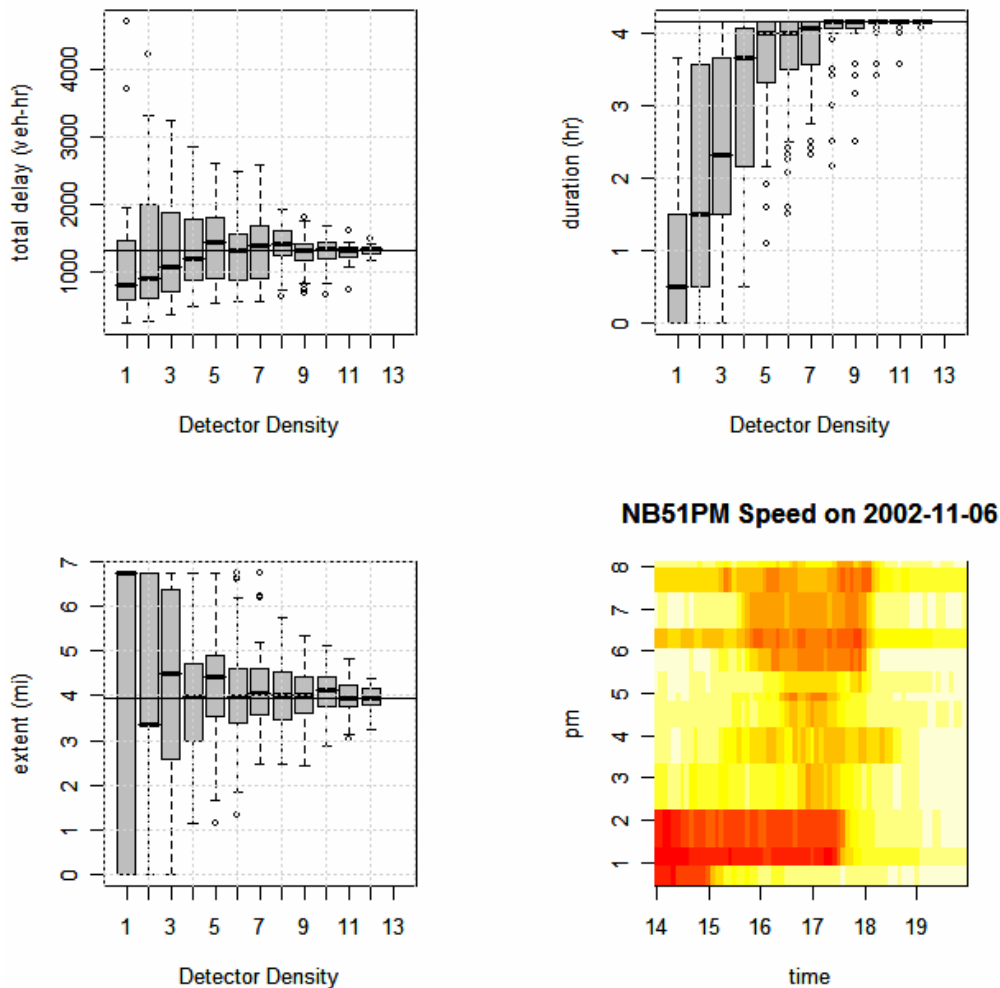 total delay (veh-hr)
4000
3000
2000
1000
1 3 5 7 9 11 13
Detector Density
duration (hr)
4
3
2
1
0
1 3 5 7 9 11 13
Detector Density
extent (mi)
7
6
5
4
3
2
1
0
1 3 5 7 9 11 13
Detector Density
NB51PM Speed on 2002-11-06
pm
8
7
6
5
4
3
2
1
14 15 16 17 18 19
time